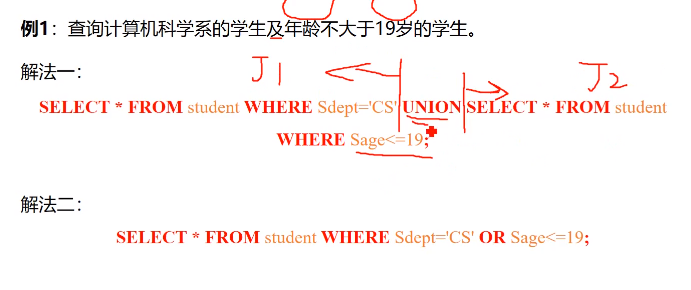 例1：查询计算机科学系的学生及年龄不大于19岁的学生。
解法一：
J1
J2
SELECT * FROM student WHERE Sdept='CS' UNION SELECT * FROM student
WHERE Sage<=19;
解法二：
SELECT * FROM student WHERE Sdept='CS' OR Sage<=19;